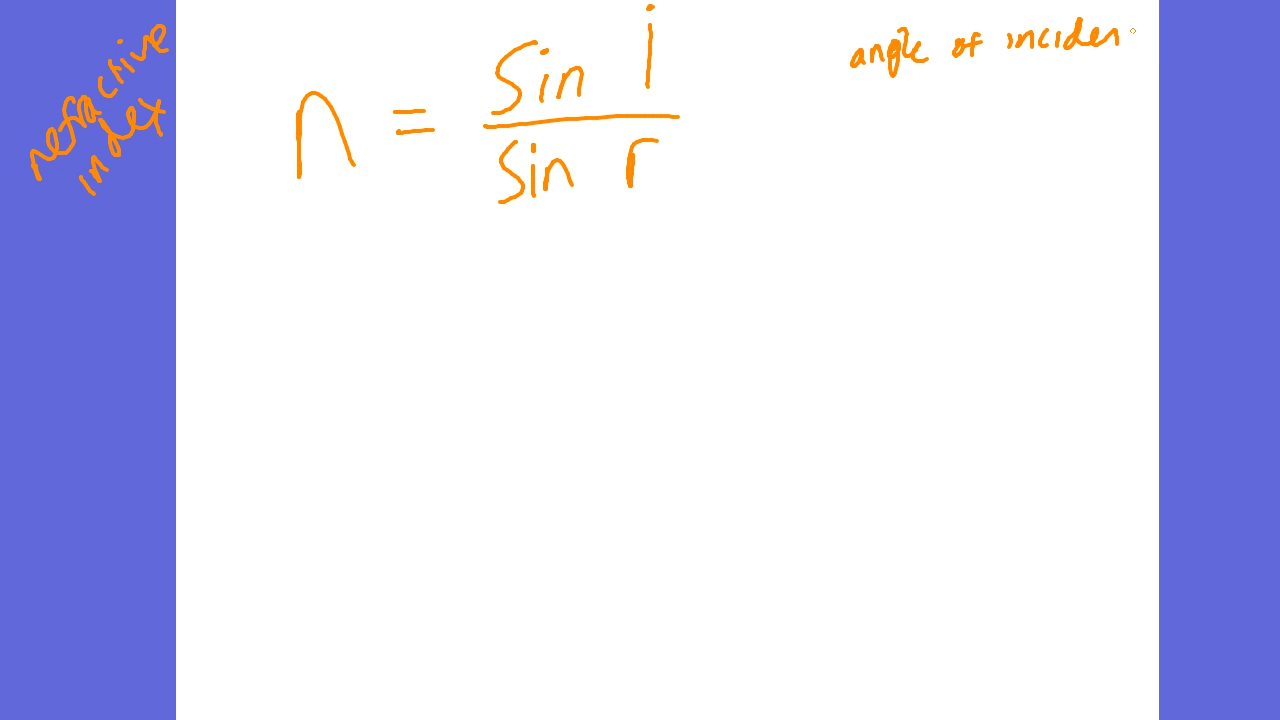 refractive
index
n = sin i / sin r
angle of inciden